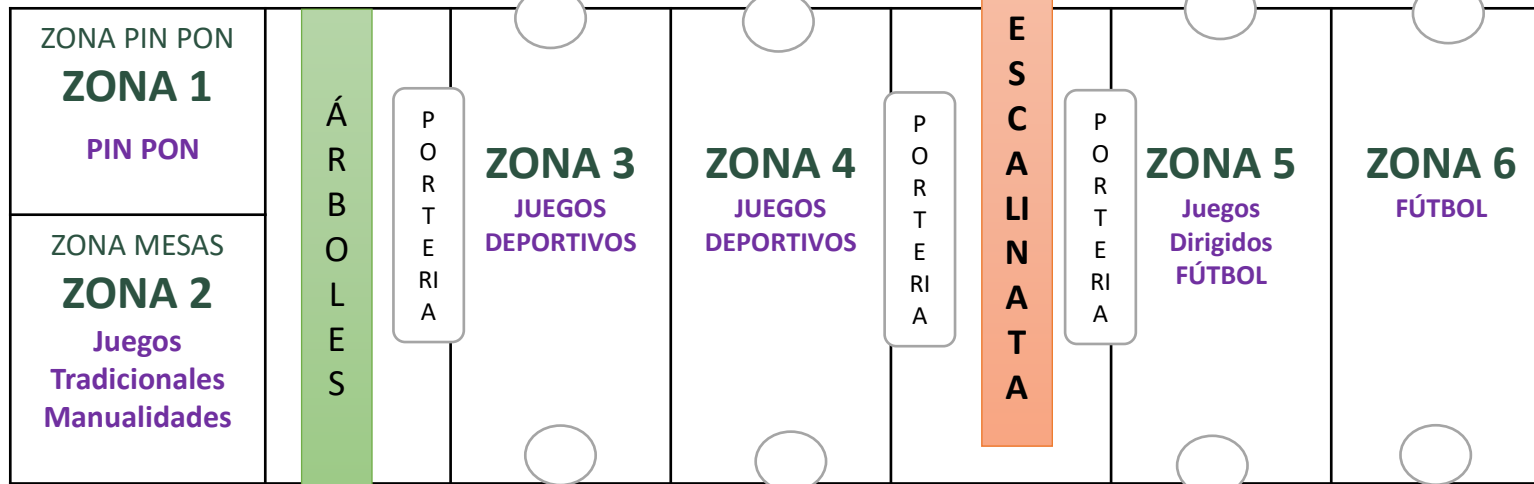 ZONA PIN PON
ZONA 1
PIN PON
ZONA MESAS
ZONA 2
Juegos
Tradicionales
Manualidades
Á
R
B
O
L
E
S
P
O
R
T
E
RI
A
ZONA 3
JUEGOS
DEPORTIVOS
ZONA 4
JUEGOS
DEPORTIVOS
P
O
R
T
E
RI
A
E
S
C
A
LI
N
A
T
A
P
O
R
T
E
RI
A
ZONA 5
Juegos
Dirigidos
FÚTBOL
ZONA 6
FÚTBOL